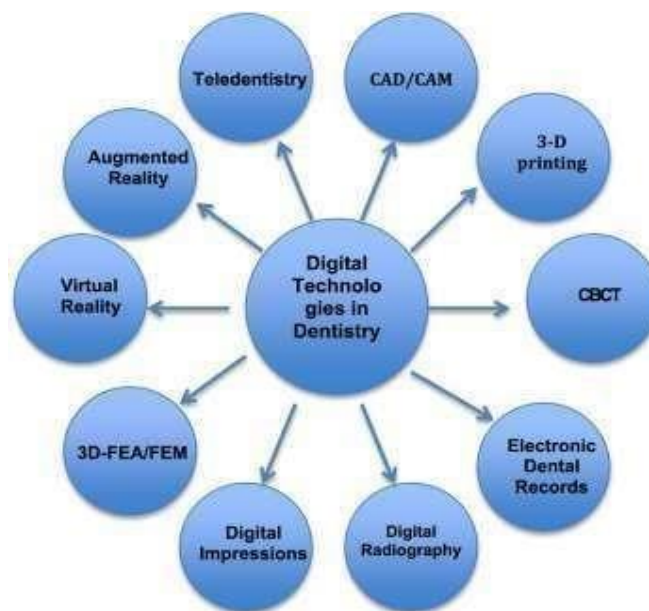 Teledentistry
CAD/CAM
3-D
printing
CBCT
Electronic
Dental
Records
Digital
Radiography
Digital
Impressions
3D-FEA/FEM
Virtual
Reality
Augmented
Reality
Digital
Technolo
gies in
Dentistry